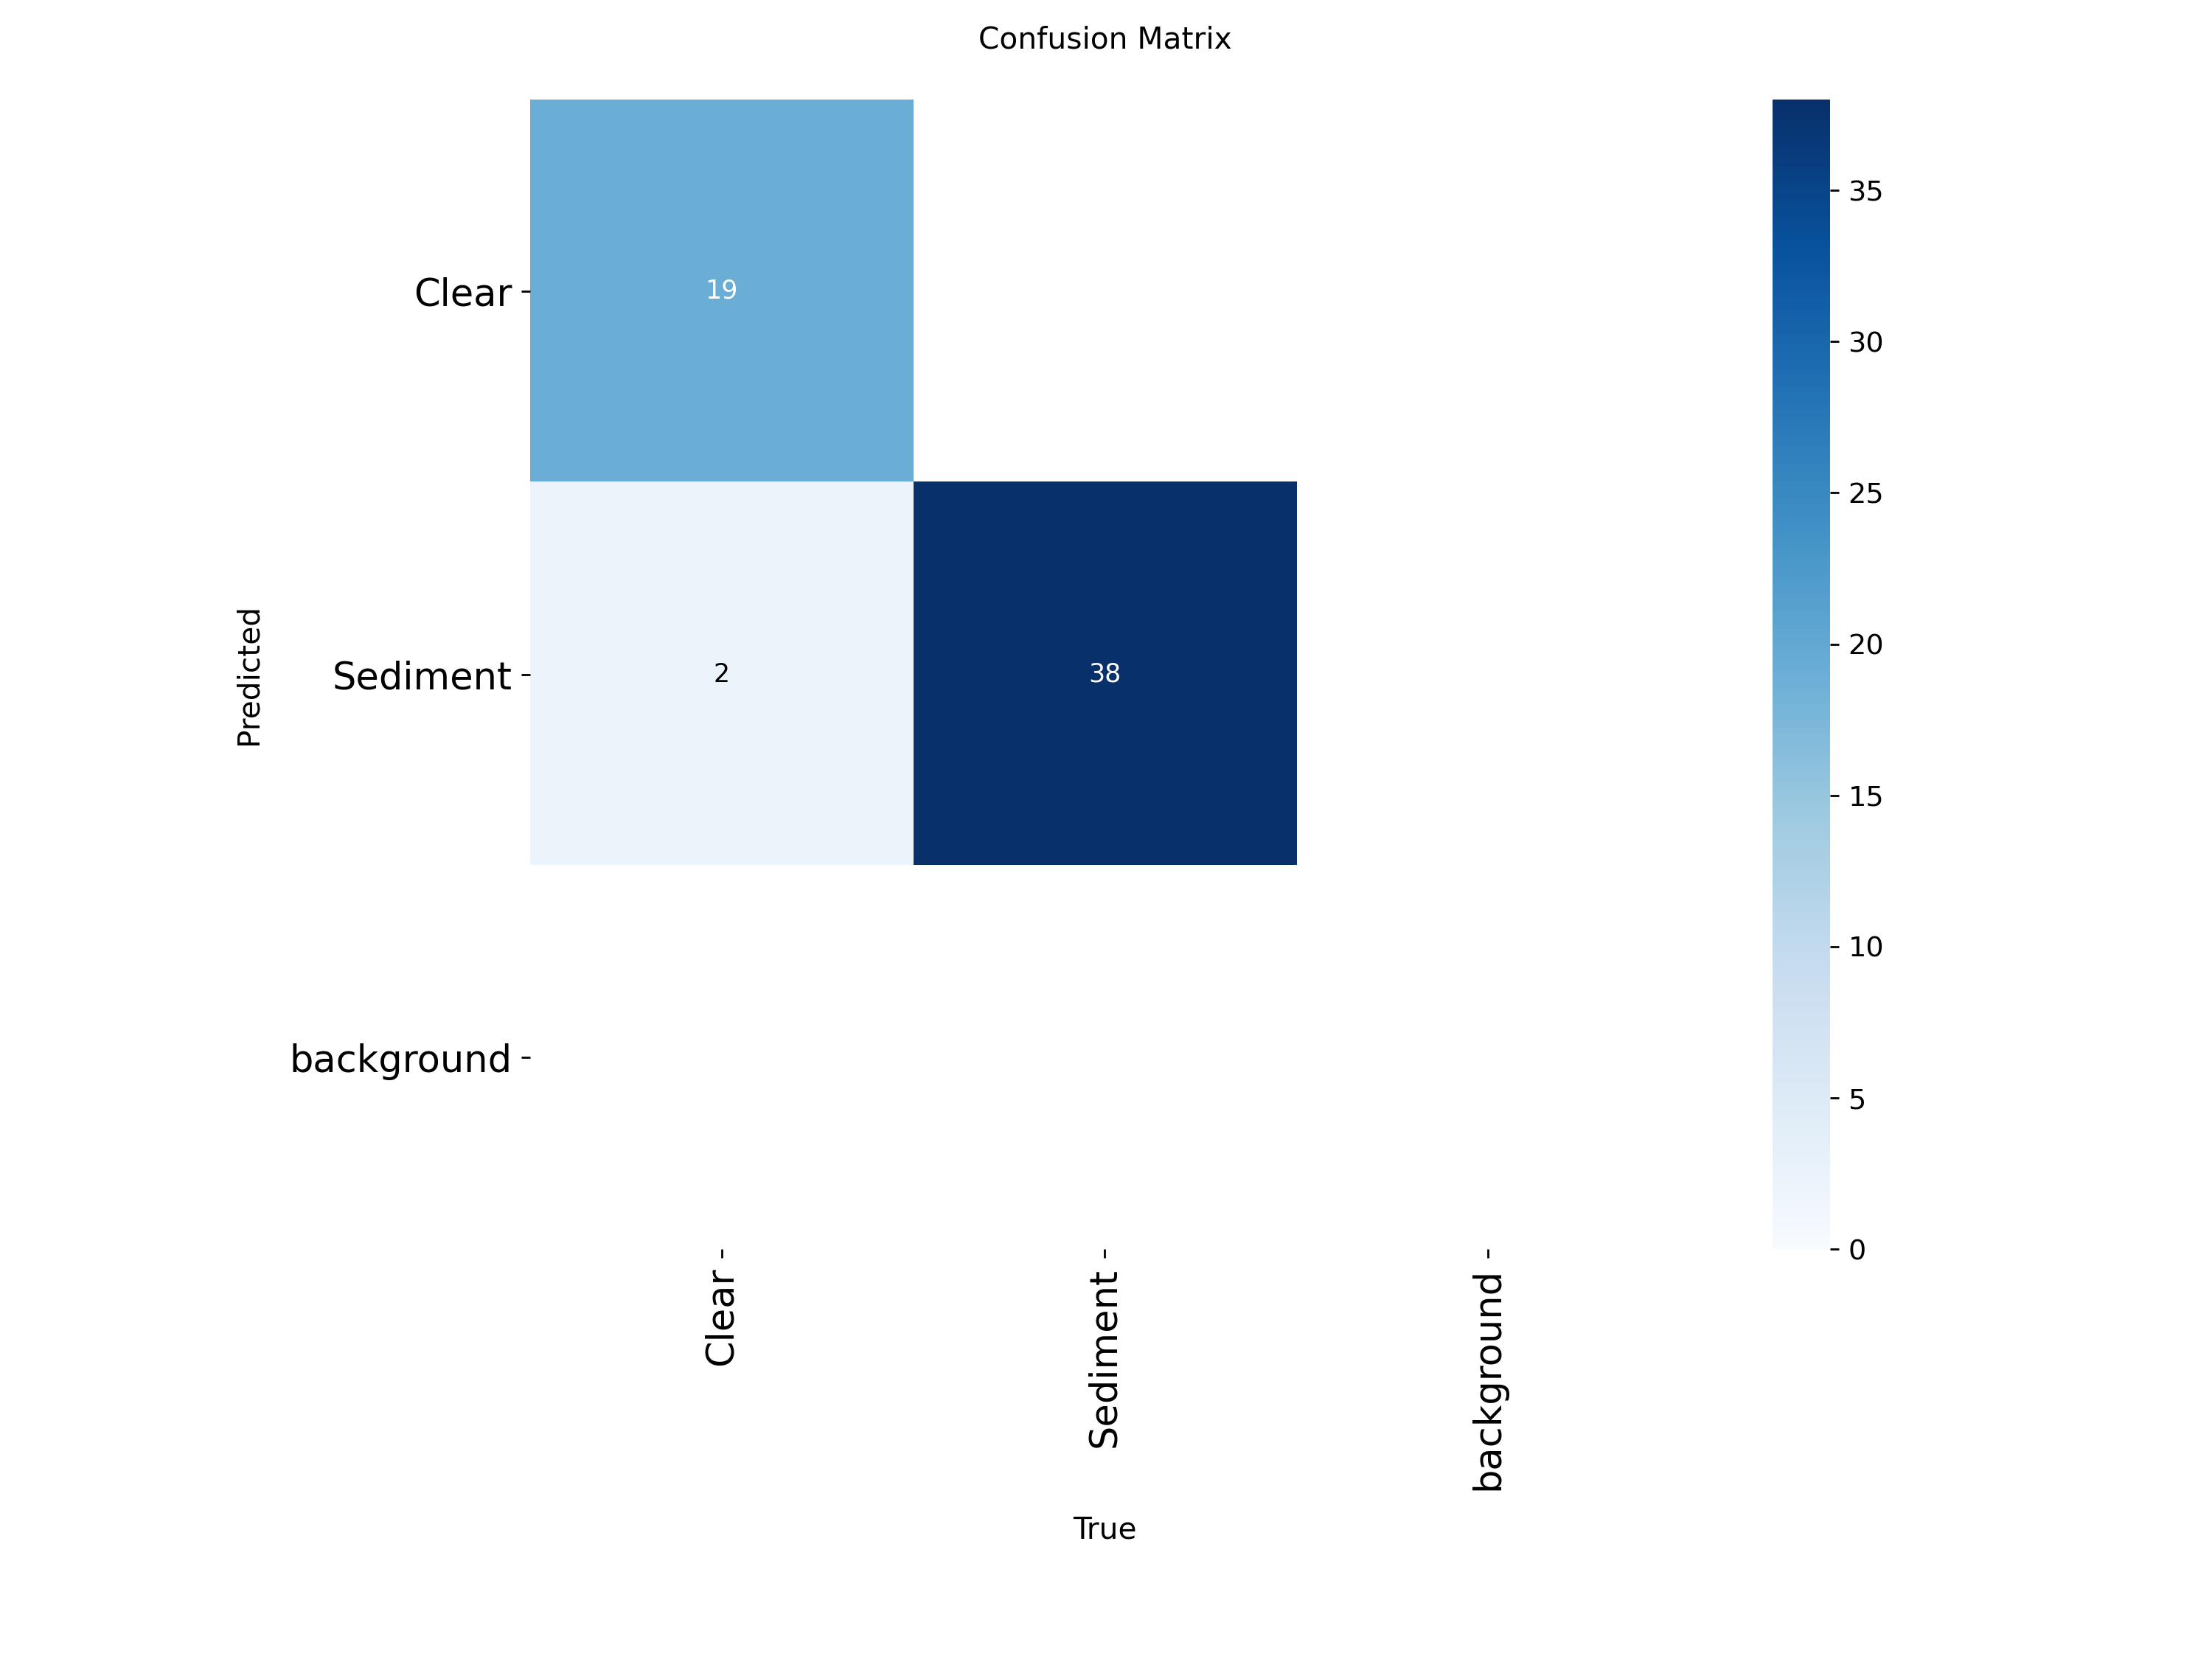 Confusion Matrix
Predicted
Clear
Sediment
background
19
2
38
Clear
Sediment
background
True
35
30
25
20
15
10
5
0